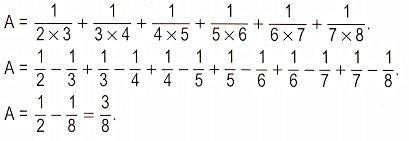 A = 1/(2 × 3) + 1/(3 × 4) + 1/(4 × 5) + 1/(5 × 6) + 1/(6 × 7) + 1/(7 × 8).
A = 1/2 - 1/3 + 1/3 - 1/4 + 1/4 - 1/5 + 1/5 - 1/6 + 1/6 - 1/7 + 1/7 - 1/8.
A = 1/2 - 1/8 = 3/8.